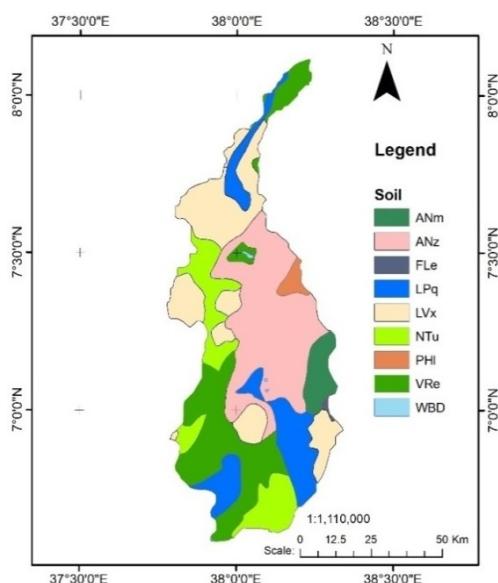 37°30'0"E 38°0'0"E 38°30'0"E
8°0'0"N 8°0'0"N
7°30'0"N 7°30'0"N
7°0'0"N 7°0'0"N
N
Legend
Soil
ANm
ANz
FLe
LPq
LVx
NTu
PHl
VRe
WBD
1:1,110,000
0 12.5 25 50 Km
Scale:
37°30'0"E 38°0'0"E 38°30'0"E